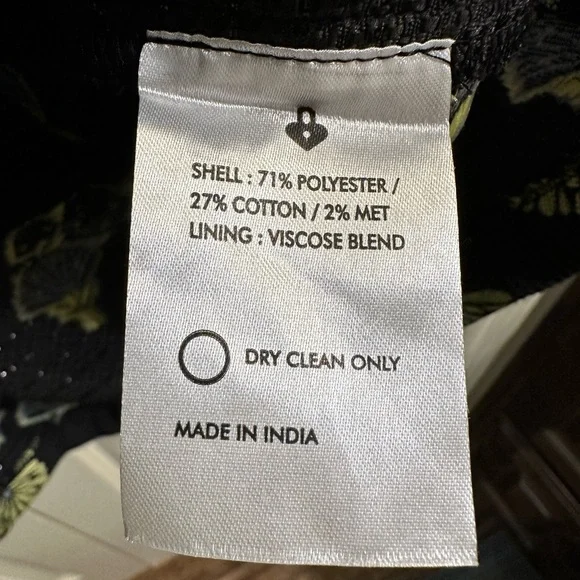 SHELL : 71% POLYESTER /
27% COTTON / 2% MET
LINING : VISCOSE BLEND
DRY CLEAN ONLY
MADE IN INDIA